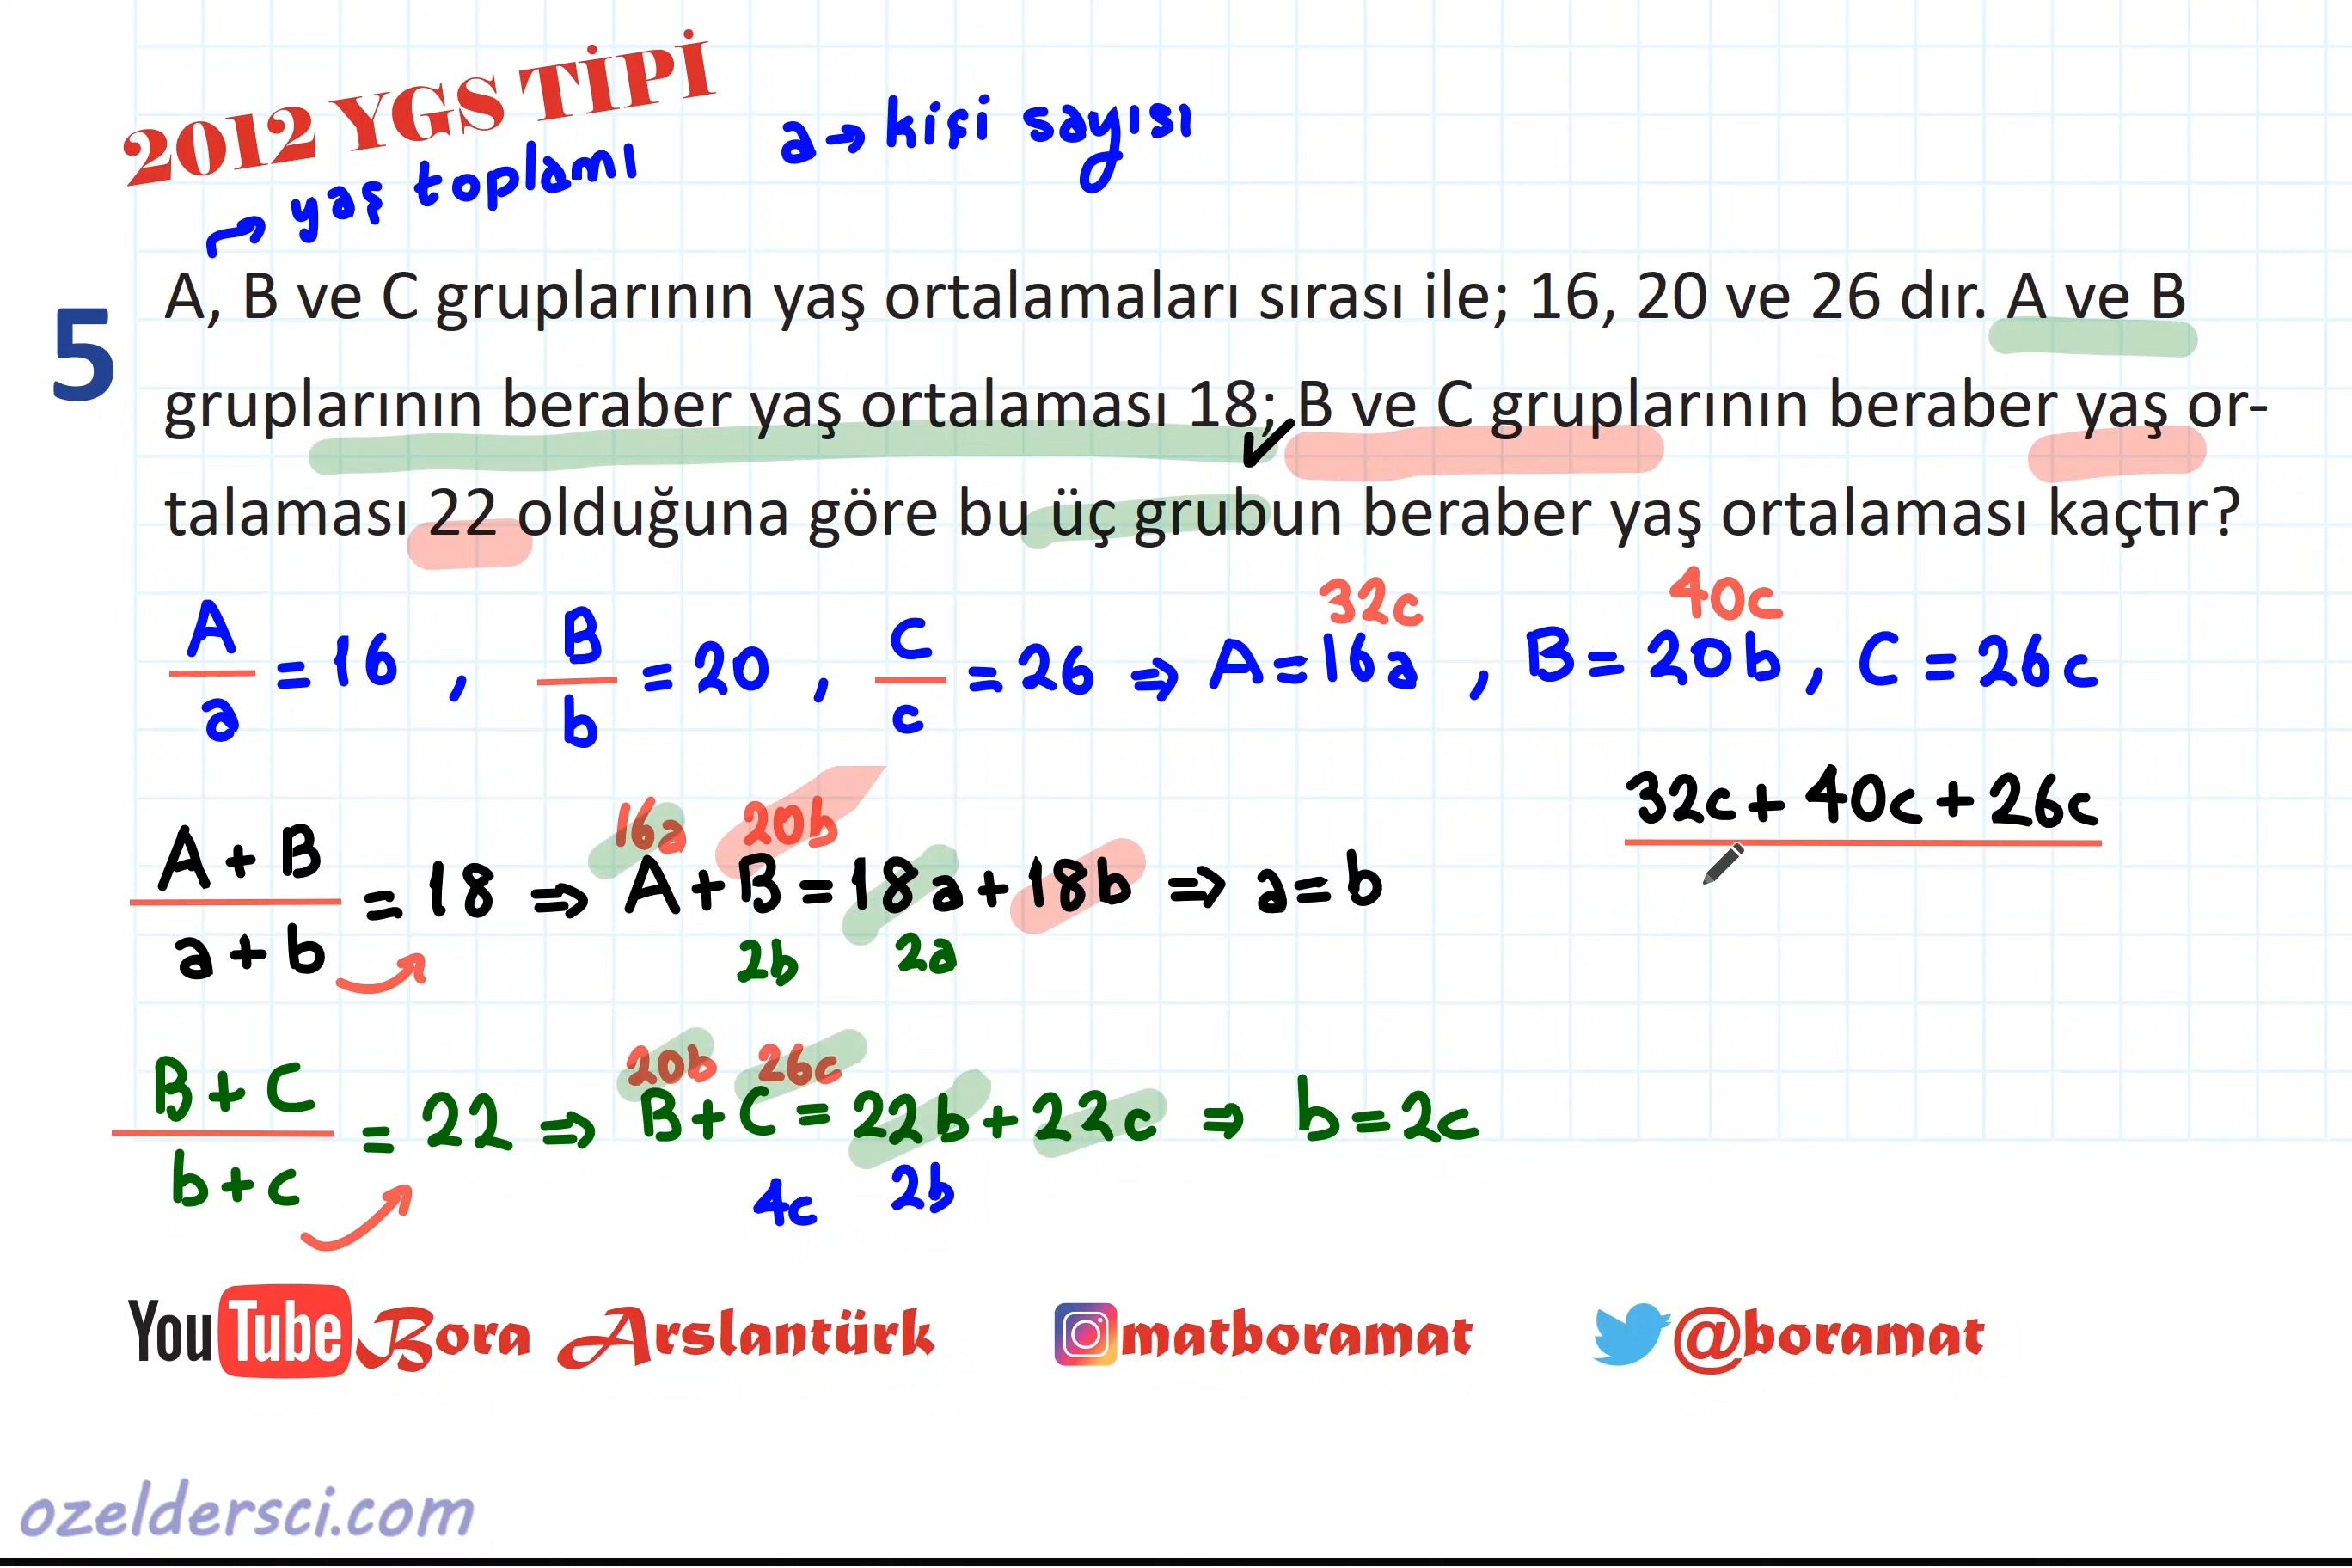 2012 YGS TİPİ
yaş toplamı
a → kişi sayısı
5
A, B ve C gruplarının yaş ortalamaları sırası ile; 16, 20 ve 26 dır. A ve B
gruplarının beraber yaş ortalaması 18; B ve C gruplarının beraber yaş or-
talaması 22 olduğuna göre bu üç grubun beraber yaş ortalaması kaçtır?
32c 40c
A/a = 16 , B/b = 20 , C/c = 26 ⇒ A = 16a , B = 20b , C = 26c
32c + 40c + 26c
16a 20b
A + B / a + b = 18 ⇒ A + B = 18a + 18b ⇒ a = b
2b 2a
20b 26c
B + C / b + c = 22 ⇒ B + C = 22b + 22c ⇒ b = 2c
4c 2b
YouTube Bora Arslantürk matboramat @boramat
ozeldersci.com